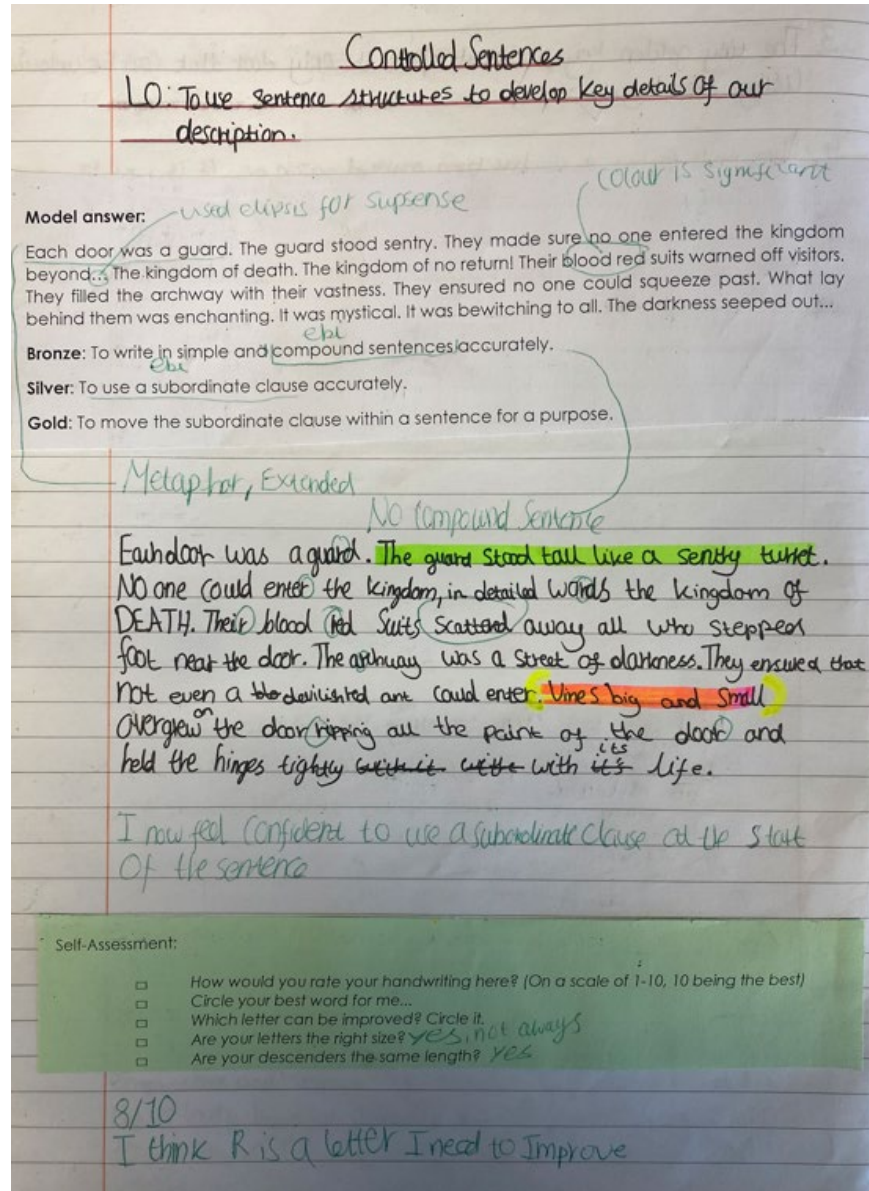 Controlled Sentences
LO: To use sentence structures to develop key details of our
description.
colour is significant
used elipsis for supsense
Model answer:
Each door was a guard. The guard stood sentry. They made sure no one entered the kingdom
beyond... The kingdom of death. The kingdom of no return! Their blood red suits warned off visitors.
They filled the archway with their vastness. They ensured no one could squeeze past. What lay
behind them was enchanting. It was mystical. It was bewitching to all. The darkness seeped out...
ebi
Bronze: To write in simple and compound sentences accurately.
ebi
Silver: To use a subordinate clause accurately.
Gold: To move the subordinate clause within a sentence for a purpose.
Metaphor, Extended
No Compound Sentence
Each door was a guard. The guard stood tall like a sentry turret.
No one could enter the kingdom, in detailed words the kingdom of
DEATH. Their blood red suits scattered away all who stepped
foot near the door. The archway was a street of darkness. They ensured that
not even a devilish red ant could enter. Vines big and small
overgrew on the door ripping all the paint of the door and
held the hinges tightly with its life.
I now feel confident to use a subordinate clause at the start
of the sentence
Self-Assessment:
How would you rate your handwriting here? (On a scale of 1-10, 10 being the best)
Circle your best word for me...
Which letter can be improved? Circle it.
Are your letters the right size? yes, not always
Are your descenders the same length? yes
8/10
I think R is a letter I need to Improve